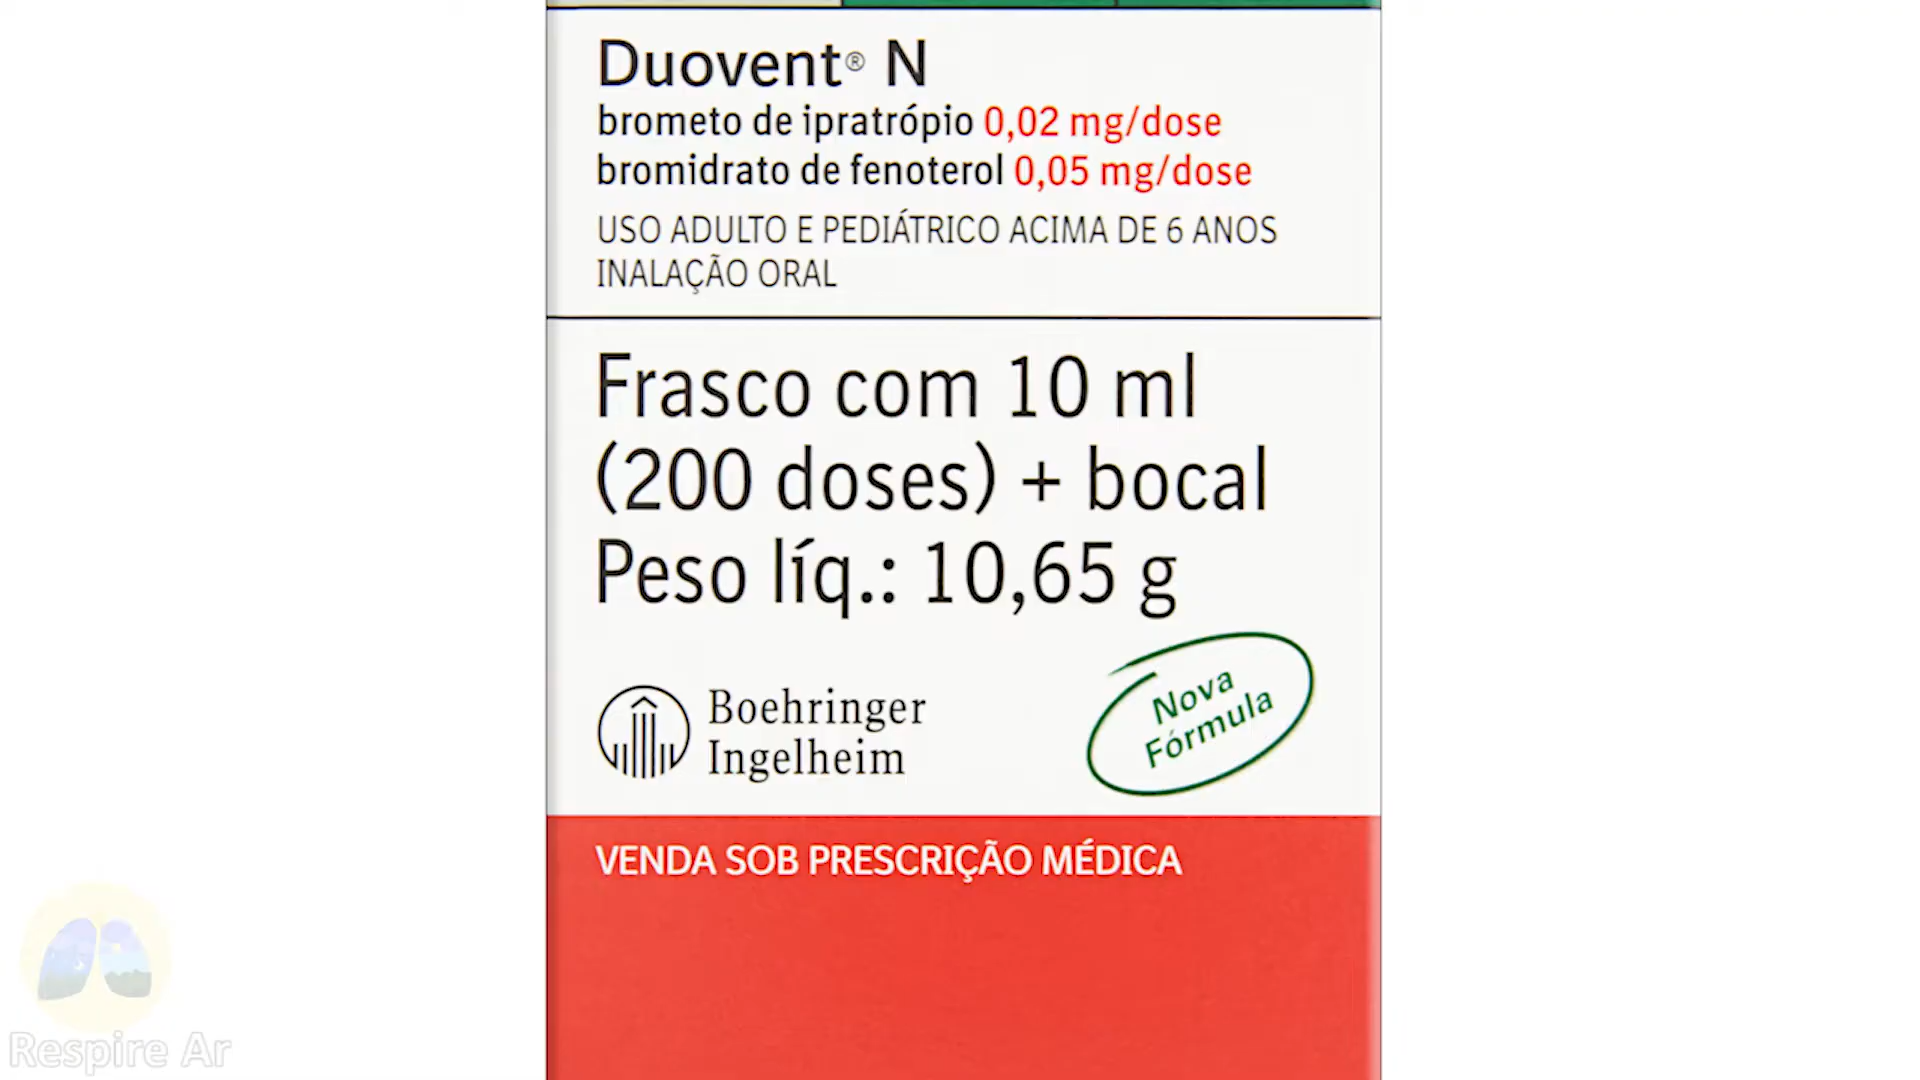 Duovent® N
brometo de ipratrópio 0,02 mg/dose
bromidrato de fenoterol 0,05 mg/dose
USO ADULTO E PEDIÁTRICO ACIMA DE 6 ANOS
INALAÇÃO ORAL
Frasco com 10 ml
(200 doses) + bocal
Peso líq.: 10,65 g
Boehringer
Ingelheim
Nova
Fórmula
VENDA SOB PRESCRIÇÃO MÉDICA
Respire Ar